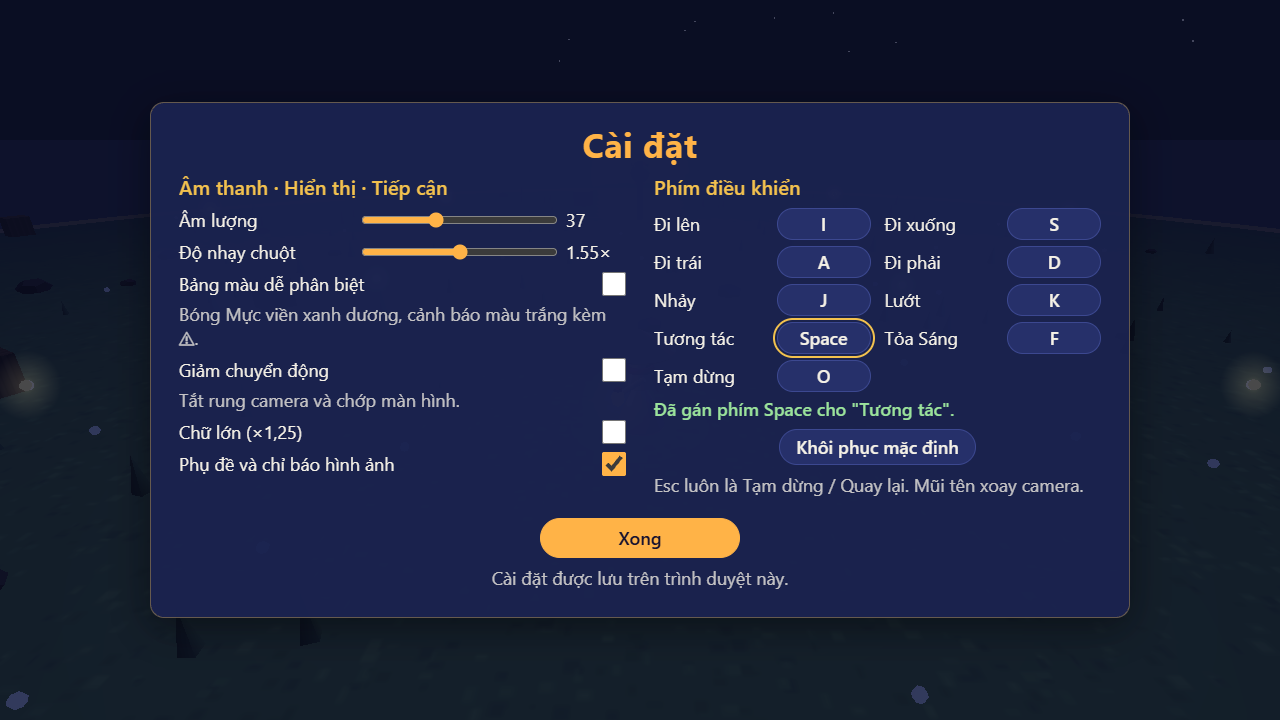 Cài đặt
Âm thanh · Hiển thị · Tiếp cận
Âm lượng 37
Độ nhạy chuột 1.55×
Bảng màu dễ phân biệt
Bóng Mực viền xanh dương, cảnh báo màu trắng kèm
⚠.
Giảm chuyển động
Tắt rung camera và chớp màn hình.
Chữ lớn (×1,25)
Phụ đề và chỉ báo hình ảnh
Phím điều khiển
Đi lên I Đi xuống S
Đi trái A Đi phải D
Nhảy J Lướt K
Tương tác Space Tỏa Sáng F
Tạm dừng O
Đã gán phím Space cho "Tương tác".
Khôi phục mặc định
Esc luôn là Tạm dừng / Quay lại. Mũi tên xoay camera.
Xong
Cài đặt được lưu trên trình duyệt này.